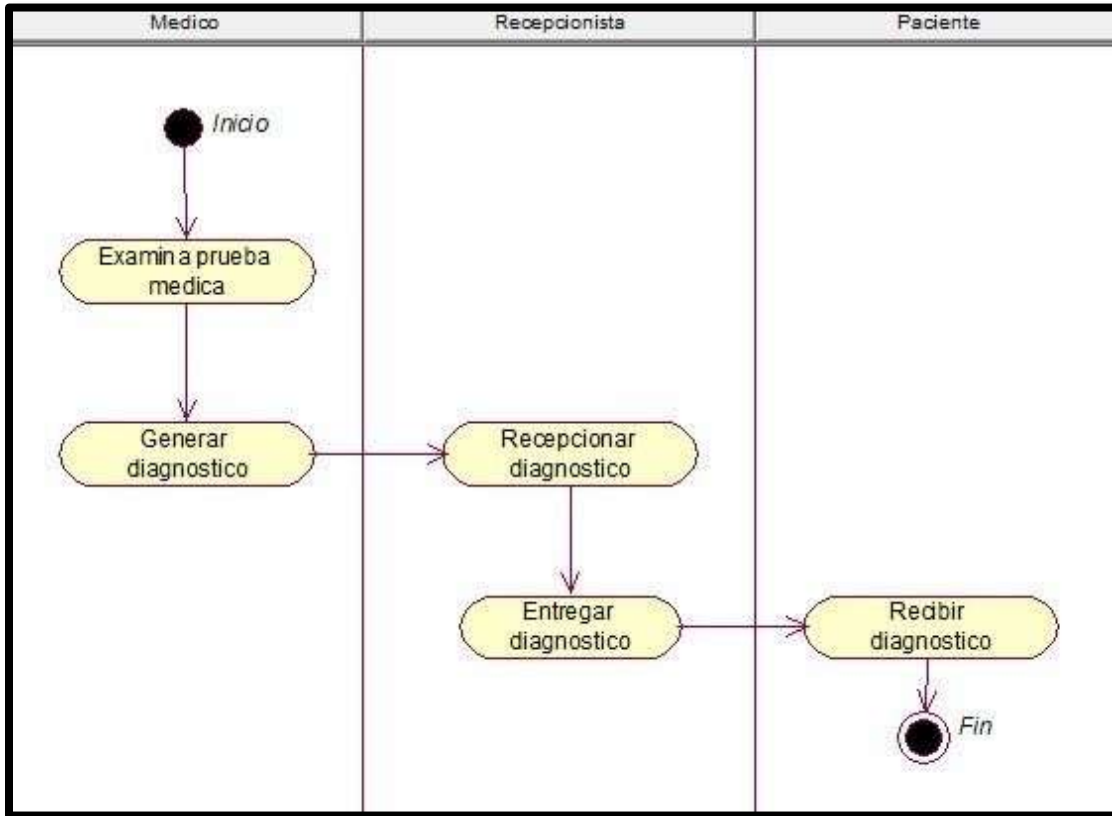 Medico
Recepcionista
Paciente
Inicio
Examina prueba
medica
Generar
diagnostico
Recepcionar
diagnostico
Entregar
diagnostico
Recibir
diagnostico
Fin